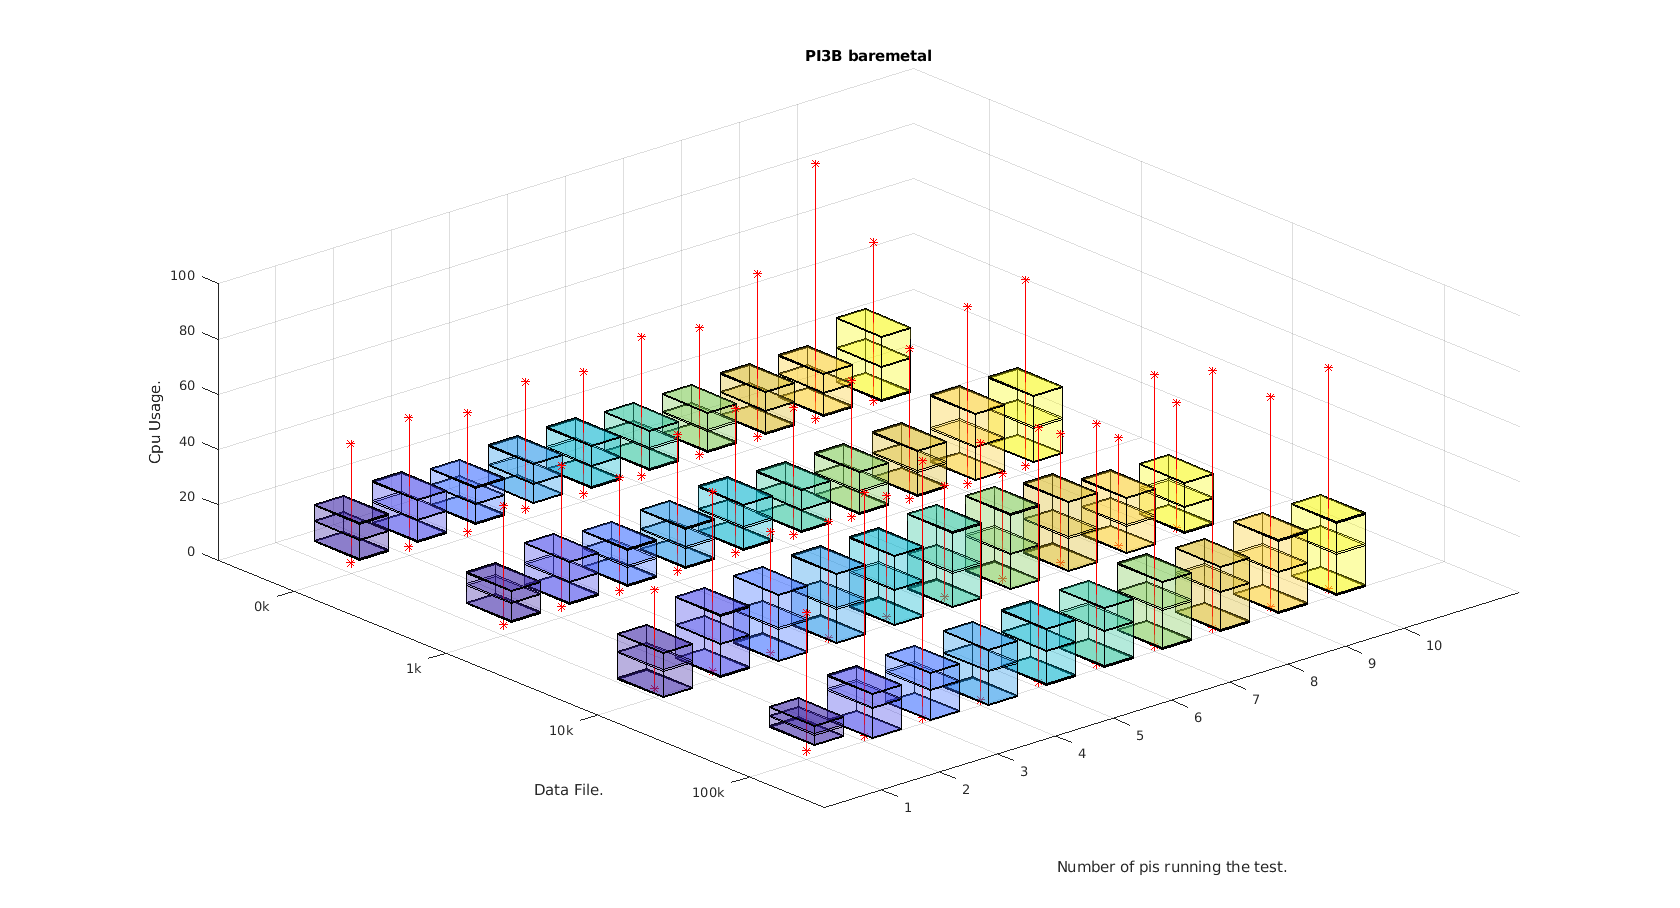 PI3B baremetal
100
80
60
40
20
0
Cpu Usage.
0k
1k
10k
100k
Data File.
1
2
3
4
5
6
7
8
9
10
Number of pis running the test.